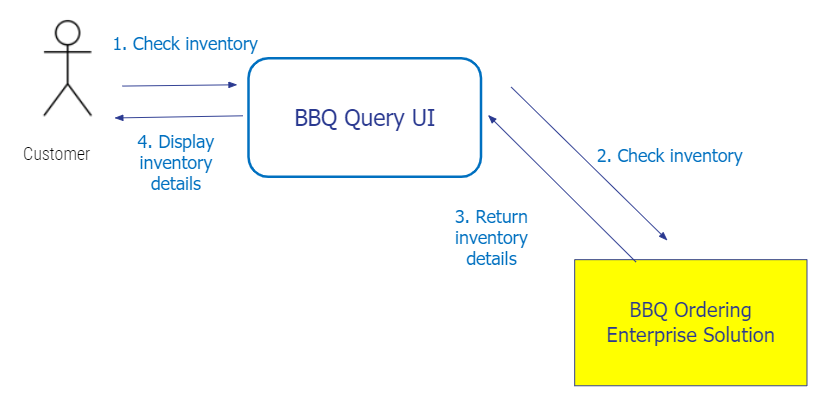 1. Check inventory
BBQ Query UI
4. Display
inventory
details
Customer
2. Check inventory
3. Return
inventory
details
BBQ Ordering
Enterprise Solution